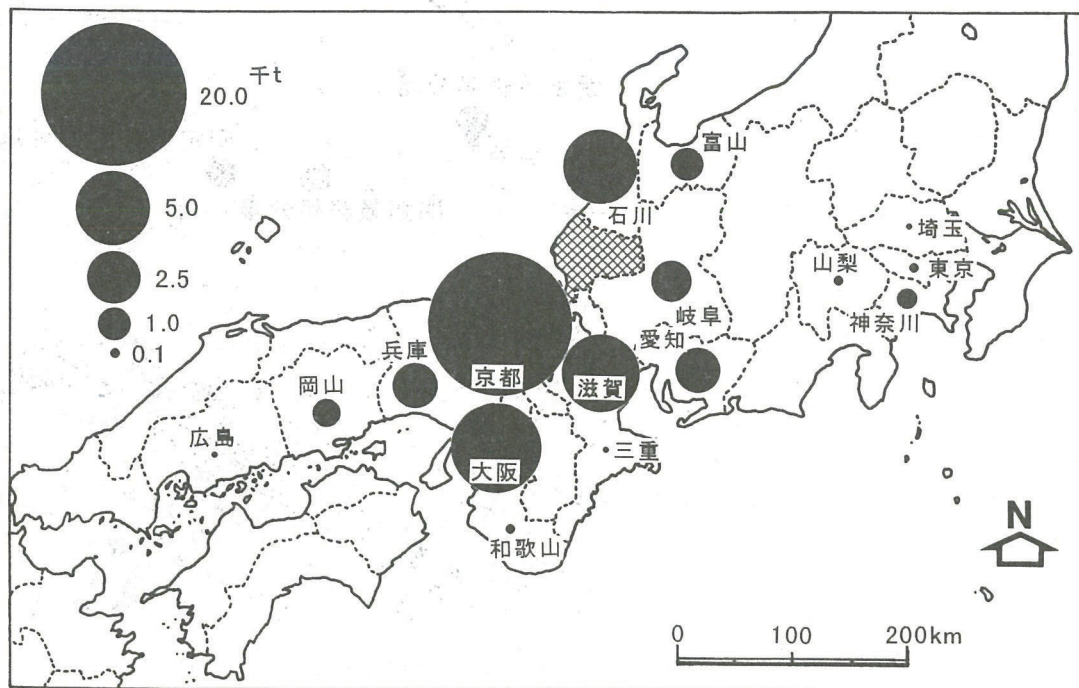 20.0千t
5.0
2.5
1.0
0.1
富山
石川
埼玉
山梨
東京
岐阜
神奈川
愛知
兵庫
京都
滋賀
岡山
広島
大阪
三重
和歌山
N
0 100 200km